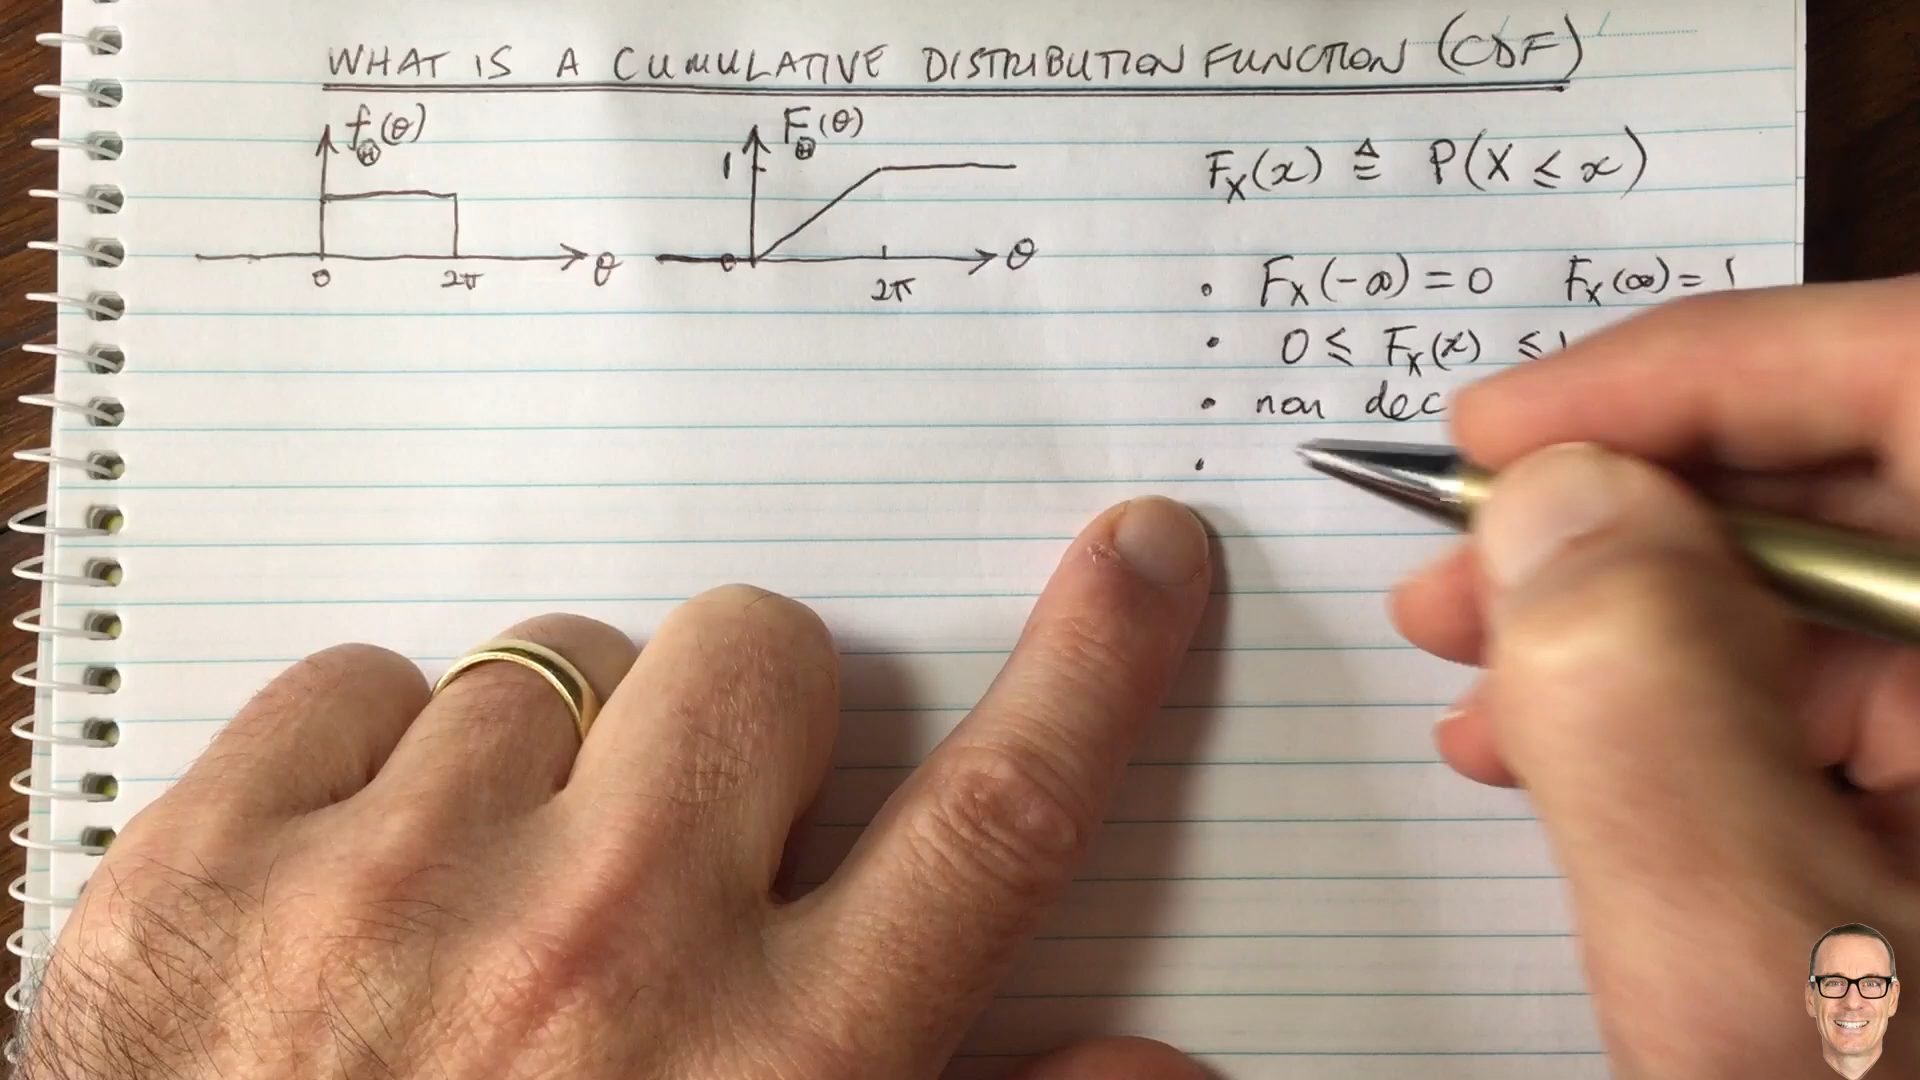 WHAT IS A CUMULATIVE DISTRIBUTION FUNCTION (CDF)
f_Θ(θ)
0 2π θ
F_Θ(θ)
1
0 2π θ
F_X(x) ≜ P(X ≤ x)
• F_X(-∞) = 0 F_X(∞) = 1
• 0 ≤ F_X(x) ≤ 1
• non dec
•